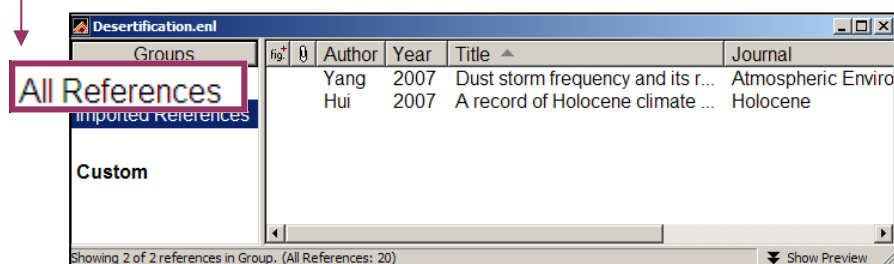 Desertification.enl
Groups fig. Author Year Title Journal
All References
Yang 2007 Dust storm frequency and its r... Atmospheric Enviro
Imported References Hui 2007 A record of Holocene climate ... Holocene
Custom
Showing 2 of 2 references in Group. (All References: 20) Show Preview